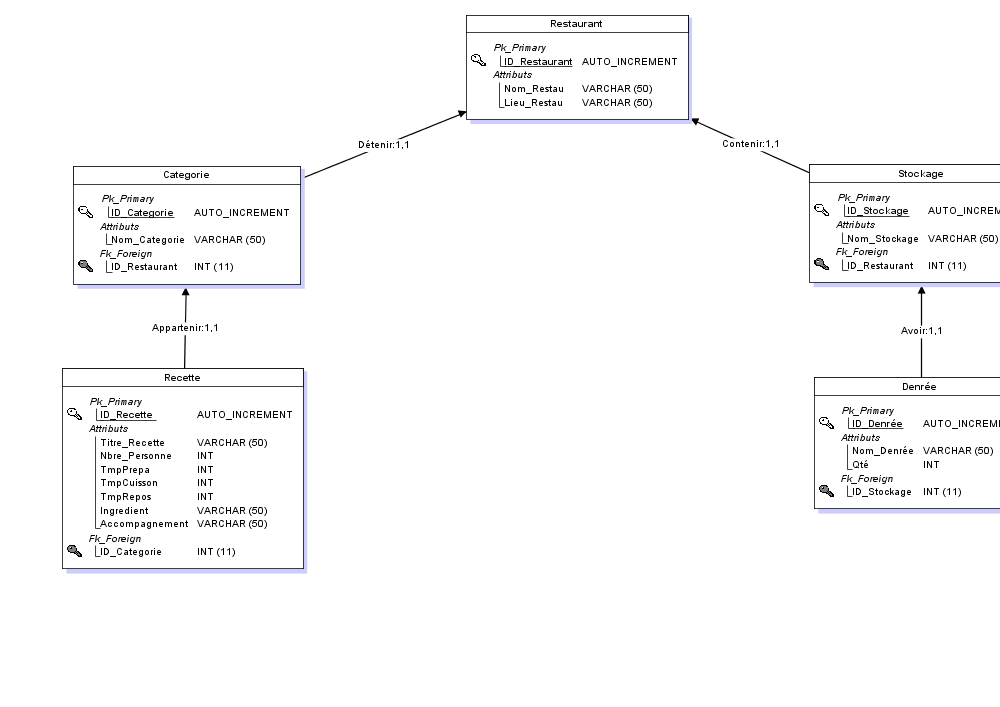 Restaurant
Pk_Primary
ID_Restaurant AUTO_INCREMENT
Attributs
Nom_Restau VARCHAR (50)
Lieu_Restau VARCHAR (50)
Détenir:1,1
Contenir:1,1
Categorie
Pk_Primary
ID_Categorie AUTO_INCREMENT
Attributs
Nom_Categorie VARCHAR (50)
Fk_Foreign
ID_Restaurant INT (11)
Stockage
Pk_Primary
ID_Stockage AUTO_INCREM
Attributs
Nom_Stockage VARCHAR (50)
Fk_Foreign
ID_Restaurant INT (11)
Appartenir:1,1
Avoir:1,1
Recette
Pk_Primary
ID_Recette AUTO_INCREMENT
Attributs
Titre_Recette VARCHAR (50)
Nbre_Personne INT
TmpPrepa INT
TmpCuisson INT
TmpRepos INT
Ingredient VARCHAR (50)
Accompagnement VARCHAR (50)
Fk_Foreign
ID_Categorie INT (11)
Denrée
Pk_Primary
ID_Denrée AUTO_INCREM
Attributs
Nom_Denrée VARCHAR (50)
Qté INT
Fk_Foreign
ID_Stockage INT (11)